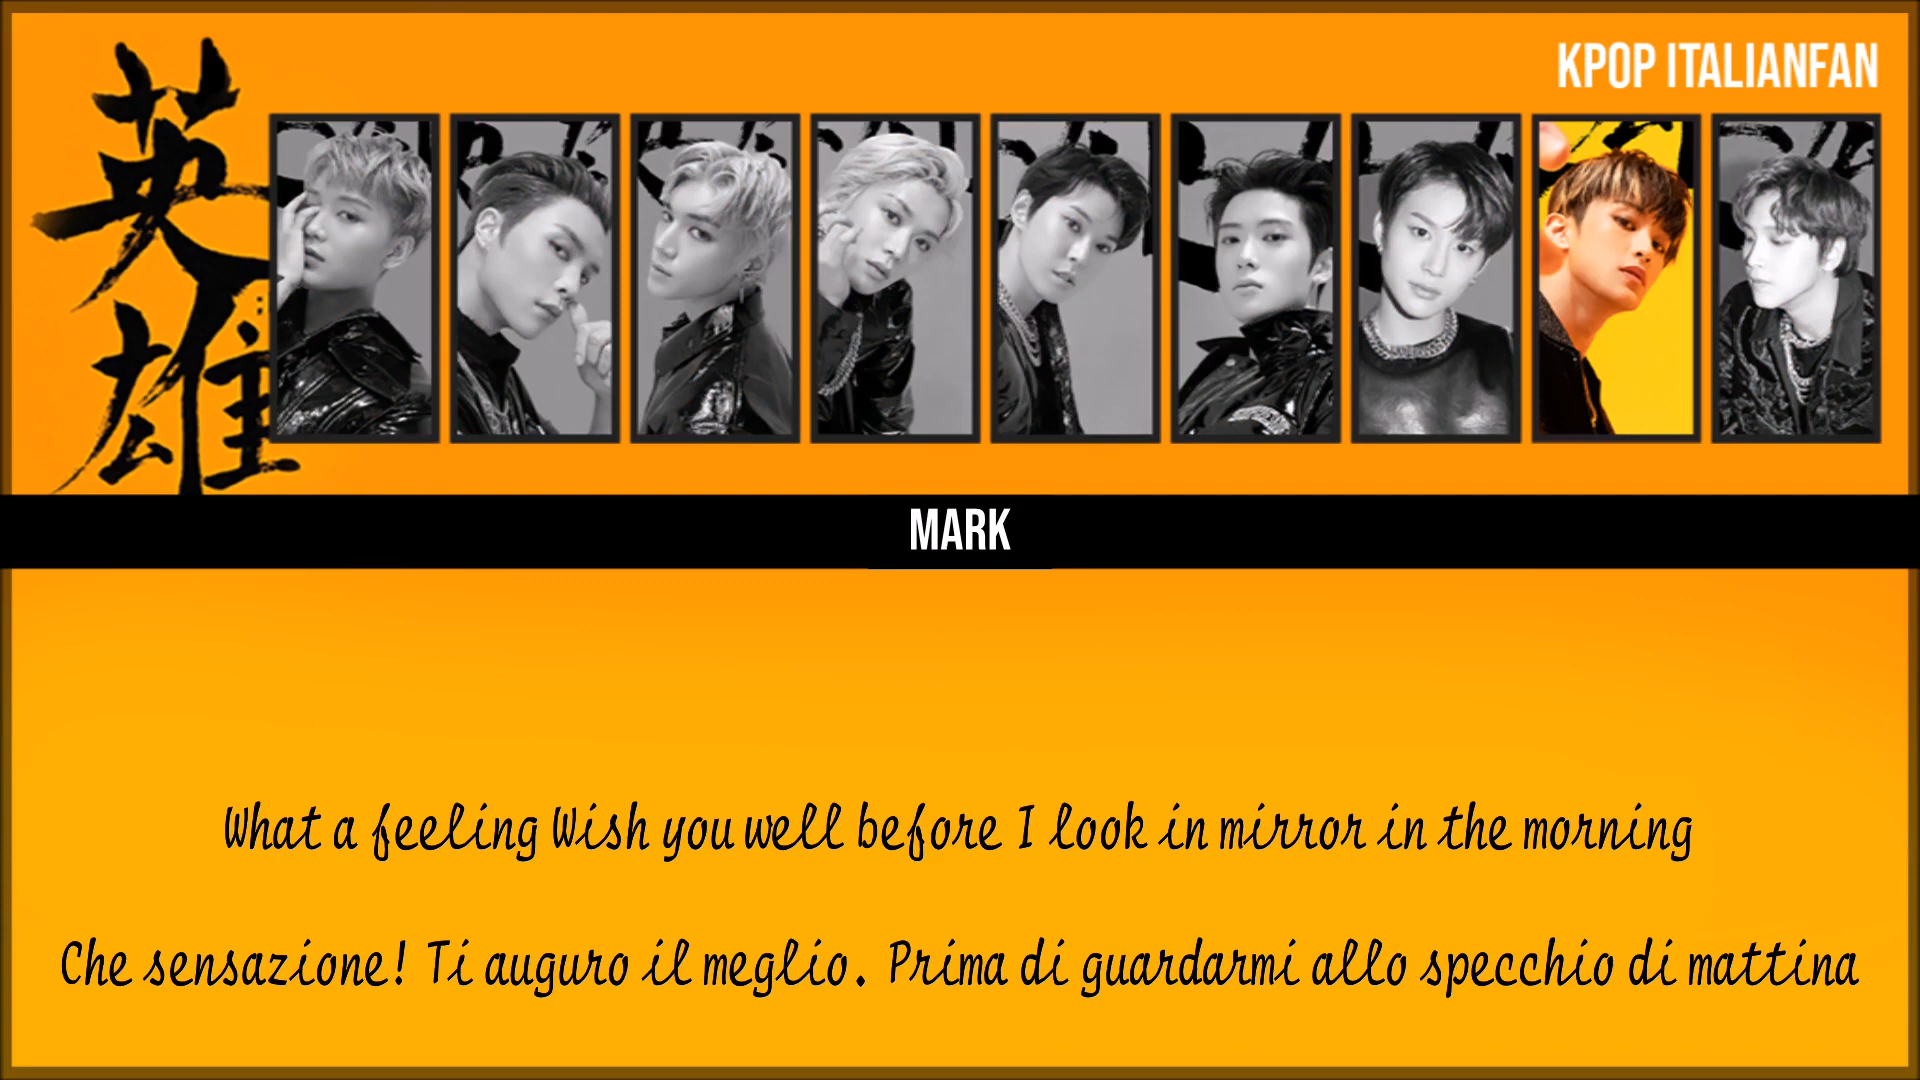 英雄
KPOP ITALIANFAN
MARK
What a feeling Wish you well before I look in mirror in the morning
Che sensazione! Ti auguro il meglio. Prima di guardarmi allo specchio di mattina